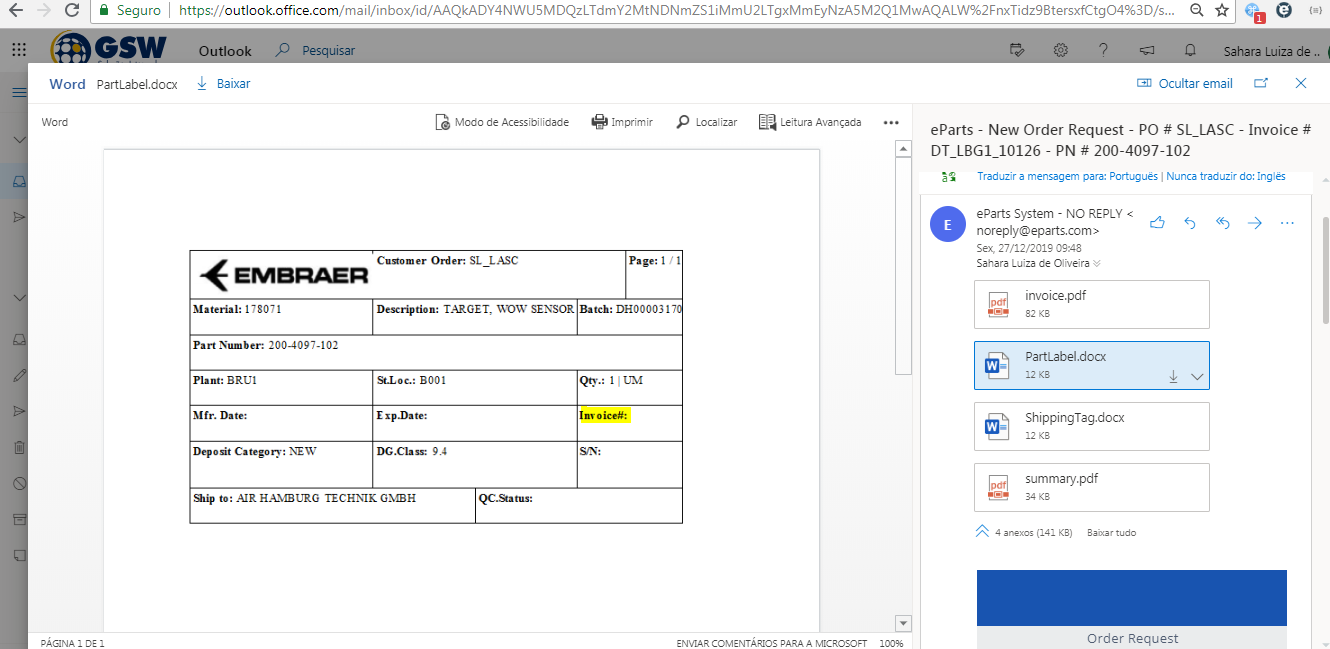 Seguro https://outlook.office.com/mail/inbox/id/AAQkADY4NWU5MDQzLTdmY2MtNDNmZS1iMmU2LTgxMmEyNzA5M2Q1MwAQALW%2FnxTidz9BtersxfCtgO4%3D/s...
1
GSW Outlook Pesquisar Sahara Luiza de ..
Word PartLabel.docx Baixar
Ocultar email
Word Modo de Acessibilidade Imprimir Localizar Leitura Avançada
EMBRAER Customer Order: SL_LASC Page: 1 / 1
Material: 178071 Description: TARGET, WOW SENSOR Batch: DH00003170
Part Number: 200-4097-102
Plant: BRU1 St.Loc.: B001 Qty.: 1 | UM
Mfr. Date: Exp.Date: Invoice#:
Deposit Category: NEW DG.Class: 9.4 S/N:
Ship to: AIR HAMBURG TECHNIK GMBH QC.Status:
PÁGINA 1 DE 1 ENVIAR COMENTÁRIOS PARA A MICROSOFT 100%
eParts - New Order Request - PO # SL_LASC - Invoice #
DT_LBG1_10126 - PN # 200-4097-102
Traduzir a mensagem para: Português | Nunca traduzir do: Inglês
E
eParts System - NO REPLY <
noreply@eparts.com>
Sex, 27/12/2019 09:48
Sahara Luiza de Oliveira
pdf
invoice.pdf
82 KB
W
PartLabel.docx
12 KB
W
ShippingTag.docx
12 KB
pdf
summary.pdf
34 KB
4 anexos (141 KB) Baixar tudo
Order Request